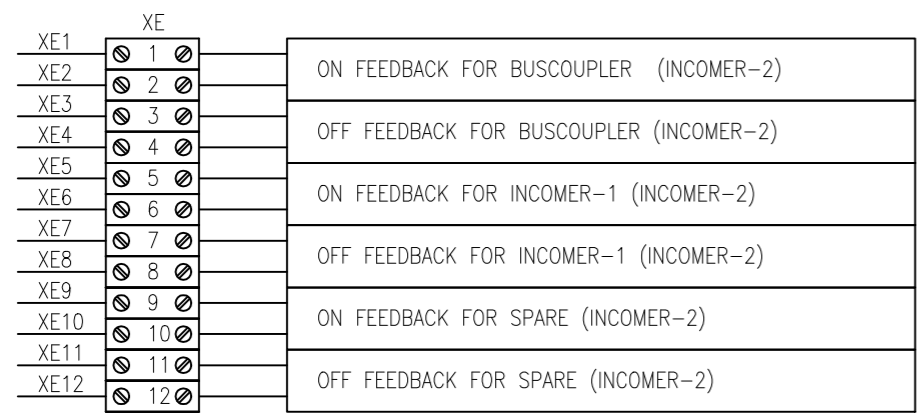 XE
XE1
1
XE2
2
ON FEEDBACK FOR BUSCOUPLER (INCOMER-2)
XE3
3
XE4
4
OFF FEEDBACK FOR BUSCOUPLER (INCOMER-2)
XE5
5
XE6
6
ON FEEDBACK FOR INCOMER-1 (INCOMER-2)
XE7
7
XE8
8
OFF FEEDBACK FOR INCOMER-1 (INCOMER-2)
XE9
9
XE10
10
ON FEEDBACK FOR SPARE (INCOMER-2)
XE11
11
XE12
12
OFF FEEDBACK FOR SPARE (INCOMER-2)